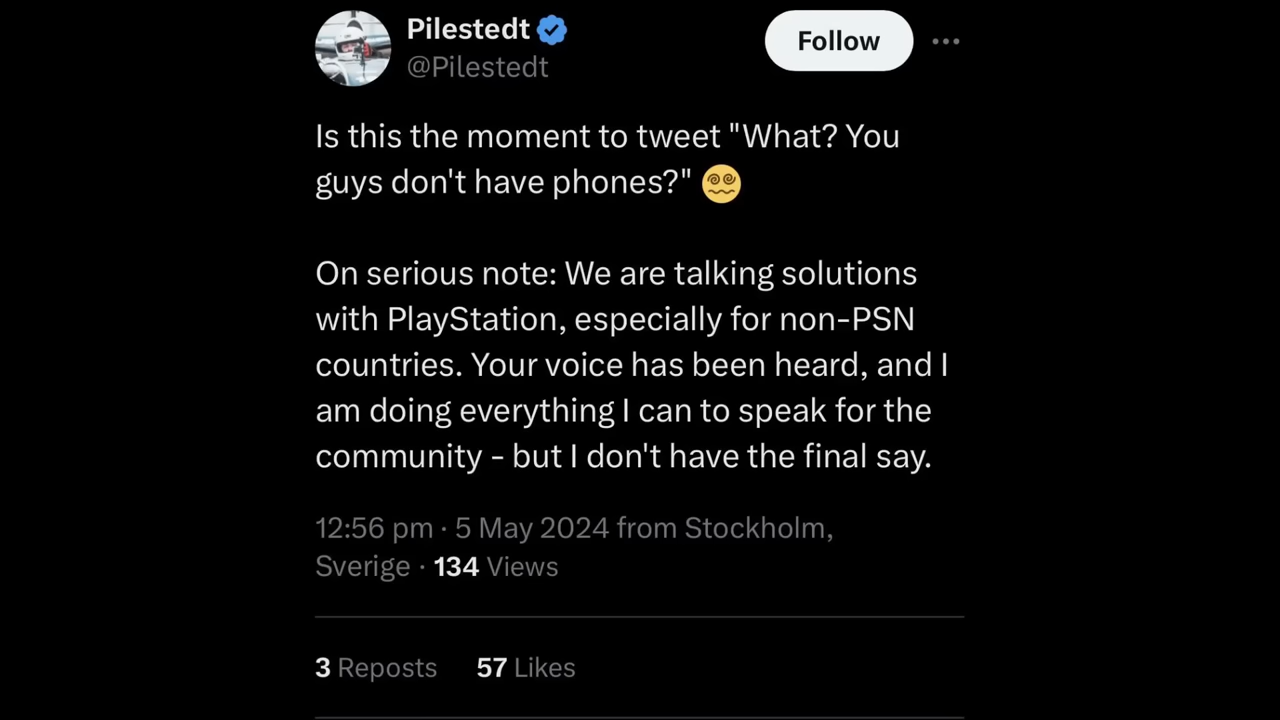 Pilestedt
@Pilestedt
Follow
Is this the moment to tweet "What? You
guys don't have phones?" 😵‍💫
On serious note: We are talking solutions
with PlayStation, especially for non-PSN
countries. Your voice has been heard, and I
am doing everything I can to speak for the
community - but I don't have the final say.
12:56 pm · 5 May 2024 from Stockholm,
Sverige · 134 Views
3 Reposts 57 Likes